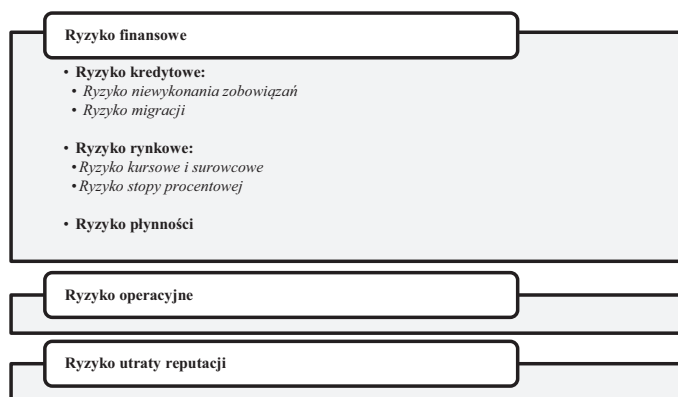 Ryzyko finansowe
• Ryzyko kredytowe:
• Ryzyko niewykonania zobowiązań
• Ryzyko migracji
• Ryzyko rynkowe:
• Ryzyko kursowe i surowcowe
• Ryzyko stopy procentowej
• Ryzyko płynności
Ryzyko operacyjne
Ryzyko utraty reputacji